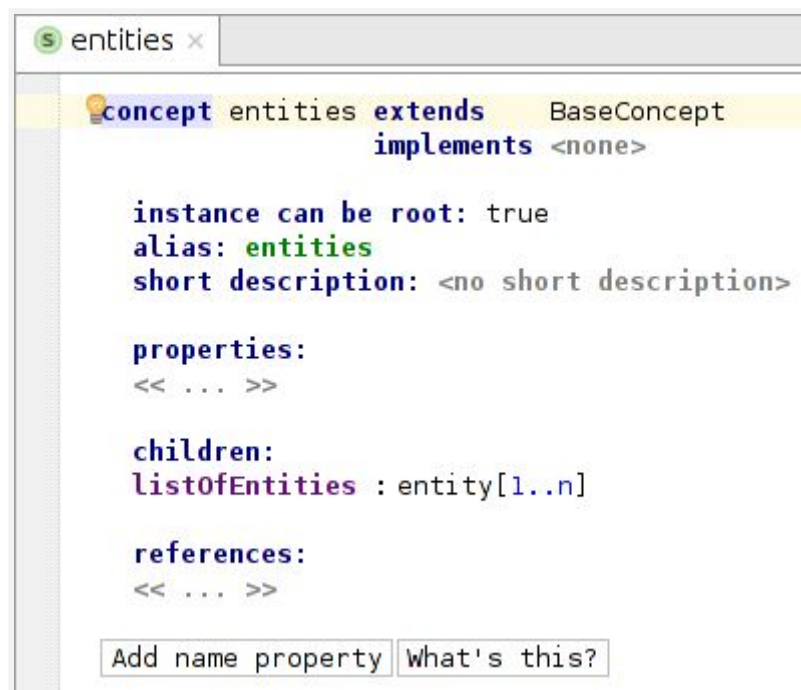 S entities ×
concept entities extends BaseConcept
implements <none>
instance can be root: true
alias: entities
short description: <no short description>
properties:
<< ... >>
children:
listOfEntities : entity[1..n]
references:
<< ... >>
Add name property What's this?